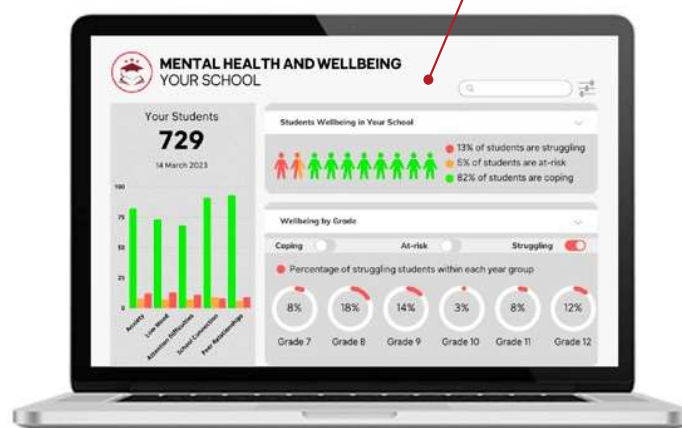 MENTAL HEALTH AND WELLBEING
YOUR SCHOOL
Your Students
729
14 March 2023
100
75
50
25
0
Anxiety
Low Mood
Attention Difficulties
School Connection
Peer Relationships
Students Wellbeing in Your School
13% of students are struggling
5% of students are at-risk
82% of students are coping
Wellbeing by Grade
Coping At-risk Struggling
Percentage of struggling students within each year group
8% 18% 14% 3% 8% 12%
Grade 7 Grade 8 Grade 9 Grade 10 Grade 11 Grade 12